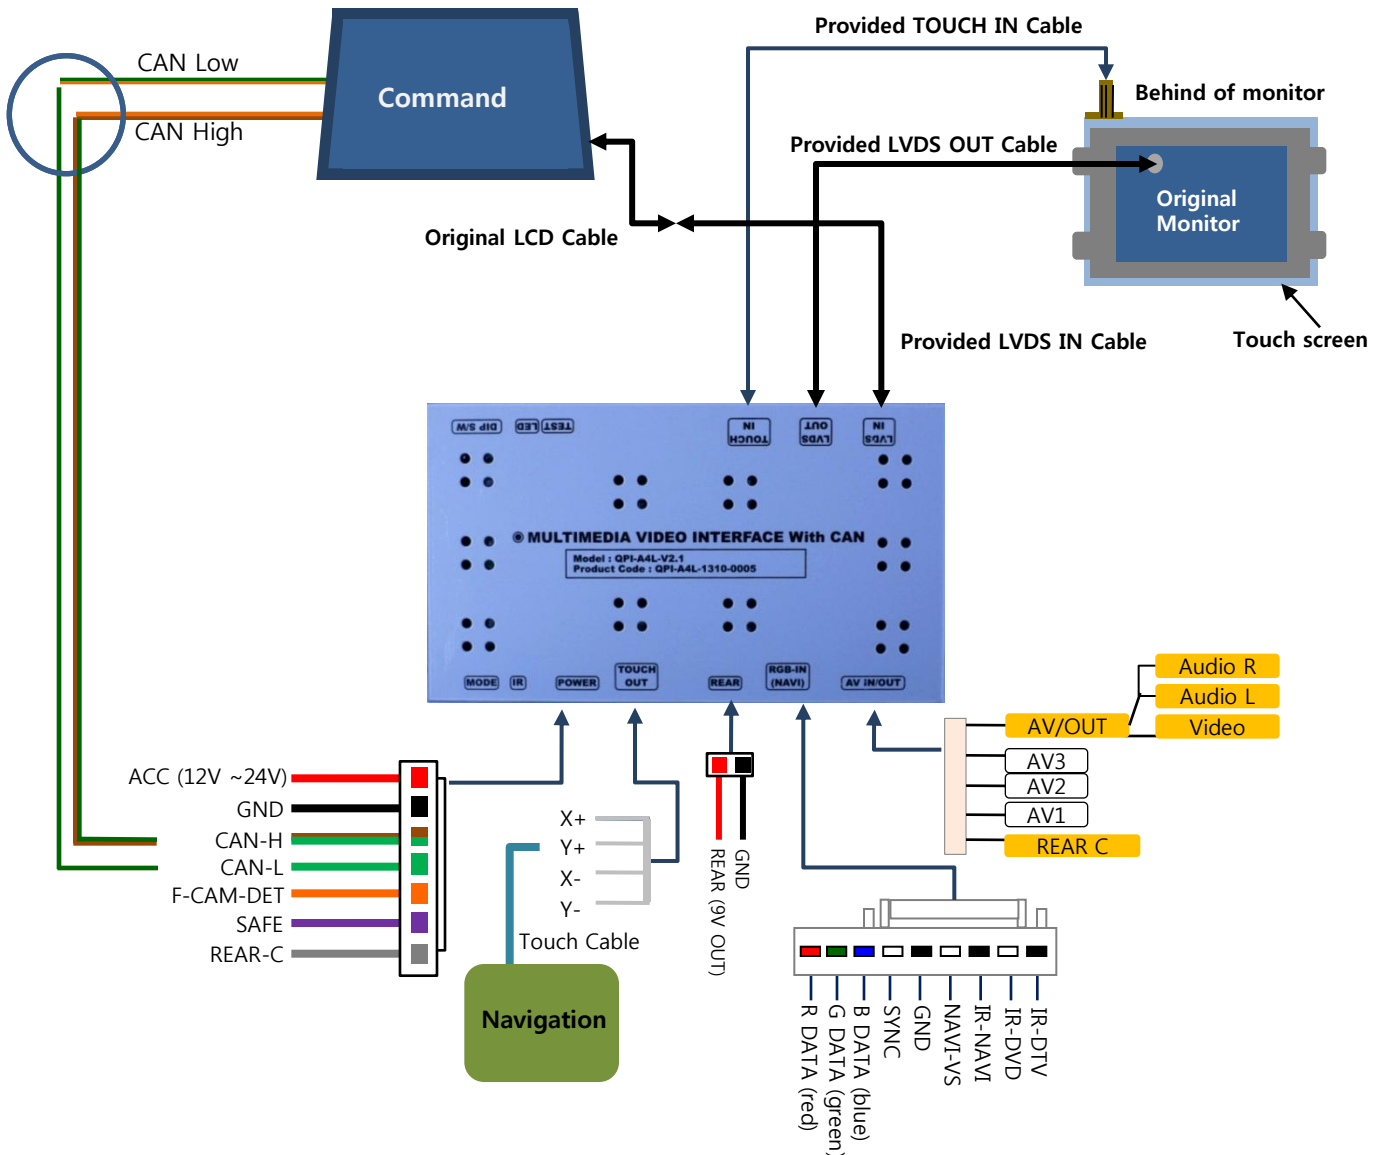 Provided TOUCH IN Cable
CAN Low
Command
Behind of monitor
CAN High
Provided LVDS OUT Cable
Original
Monitor
Original LCD Cable
Provided LVDS IN Cable
Touch screen
DIP S/W
LED
TEST
TOUCH
IN
LVDS
OUT
LVDS
IN
MULTIMEDIA VIDEO INTERFACE With CAN
Model : QPI-A4L-V2.1
Product Code : QPI-A4L-1310-0005
MODE
IR
POWER
TOUCH
OUT
REAR
RGB-IN
(NAVI)
AV IN/OUT
Audio R
Audio L
Video
AV/OUT
AV3
AV2
AV1
REAR C
ACC (12V ~24V)
GND
CAN-H
CAN-L
F-CAM-DET
SAFE
REAR-C
X+
Y+
X-
Y-
Touch Cable
Navigation
REAR (9V OUT)
GND
R DATA (red)
G DATA (green)
B DATA (blue)
SYNC
GND
NAVI-VS
IR-NAVI
IR-DVD
IR-DTV